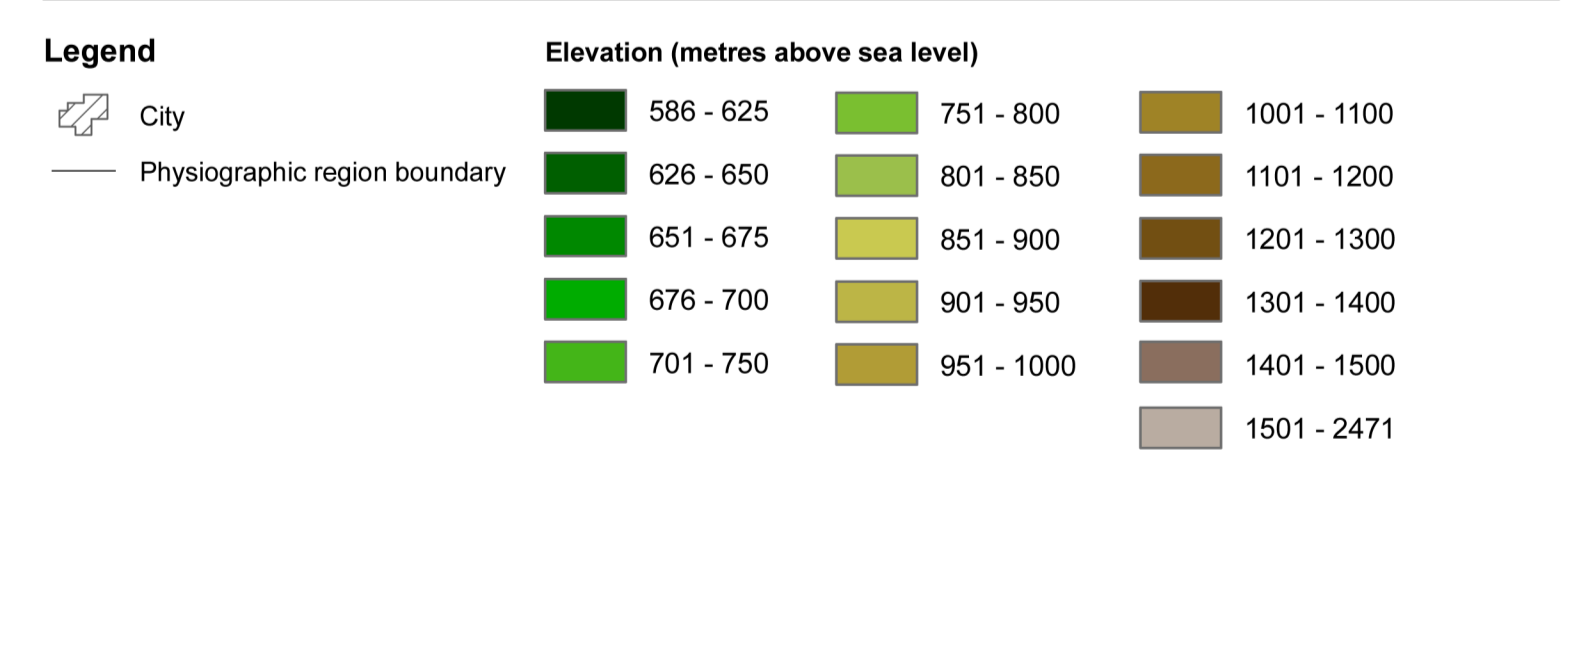 Legend
City
Physiographic region boundary
Elevation (metres above sea level)
586 - 625
626 - 650
651 - 675
676 - 700
701 - 750
751 - 800
801 - 850
851 - 900
901 - 950
951 - 1000
1001 - 1100
1101 - 1200
1201 - 1300
1301 - 1400
1401 - 1500
1501 - 2471